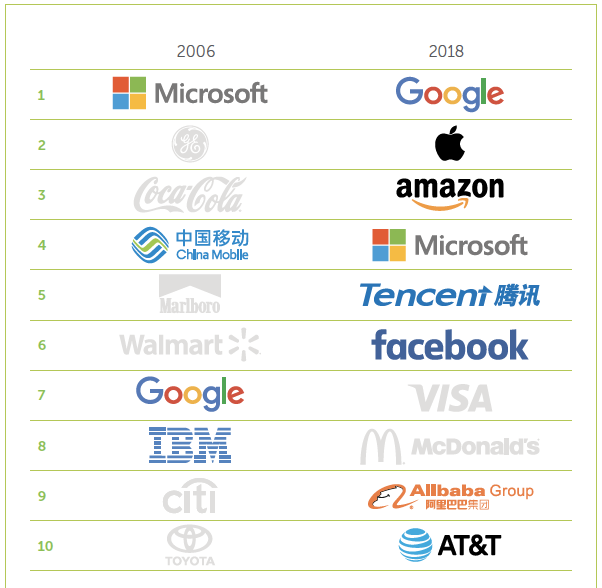 2006 2018
1 Microsoft Google
2 GE
3 Coca-Cola amazon
4 中国移动 Microsoft
China Mobile
5 Marlboro Tencent 腾讯
6 Walmart facebook
7 Google VISA
8 IBM McDonald's
9 citi Alibaba Group
阿里巴巴集团
10 TOYOTA AT&T